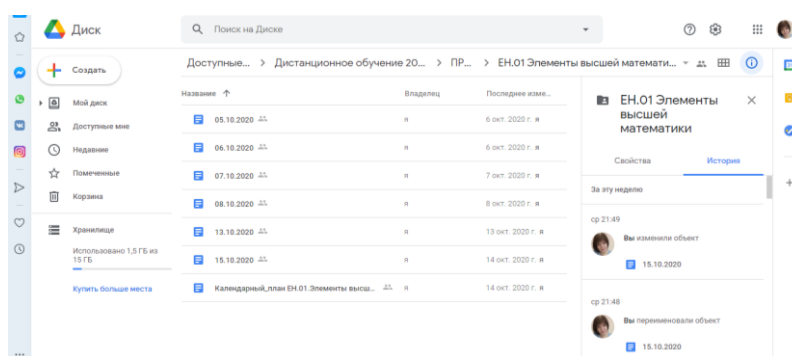 Диск
Поиск на Диске
Создать
Доступные... > Дистанционное обучение 20... > ПР... > ЕН.01 Элементы высшей математи...
Мой диск
Доступные мне
Недавние
Помеченные
Корзина
Хранилище
Использовано 1,5 ГБ из
15 ГБ
Купить больше места
Название Владелец Последнее изме...
05.10.2020 я 6 окт. 2020 г. я
06.10.2020 я 6 окт. 2020 г. я
07.10.2020 я 7 окт. 2020 г. я
08.10.2020 я 8 окт. 2020 г. я
13.10.2020 я 13 окт. 2020 г. я
15.10.2020 я 14 окт. 2020 г. я
Календарный_план ЕН.01.Элементы высш... я 14 окт. 2020 г. я
ЕН.01 Элементы
высшей
математики
Свойства История
За эту неделю
ср 21:49
Вы изменили объект
15.10.2020
ср 21:48
Вы переименовали объект
15.10.2020